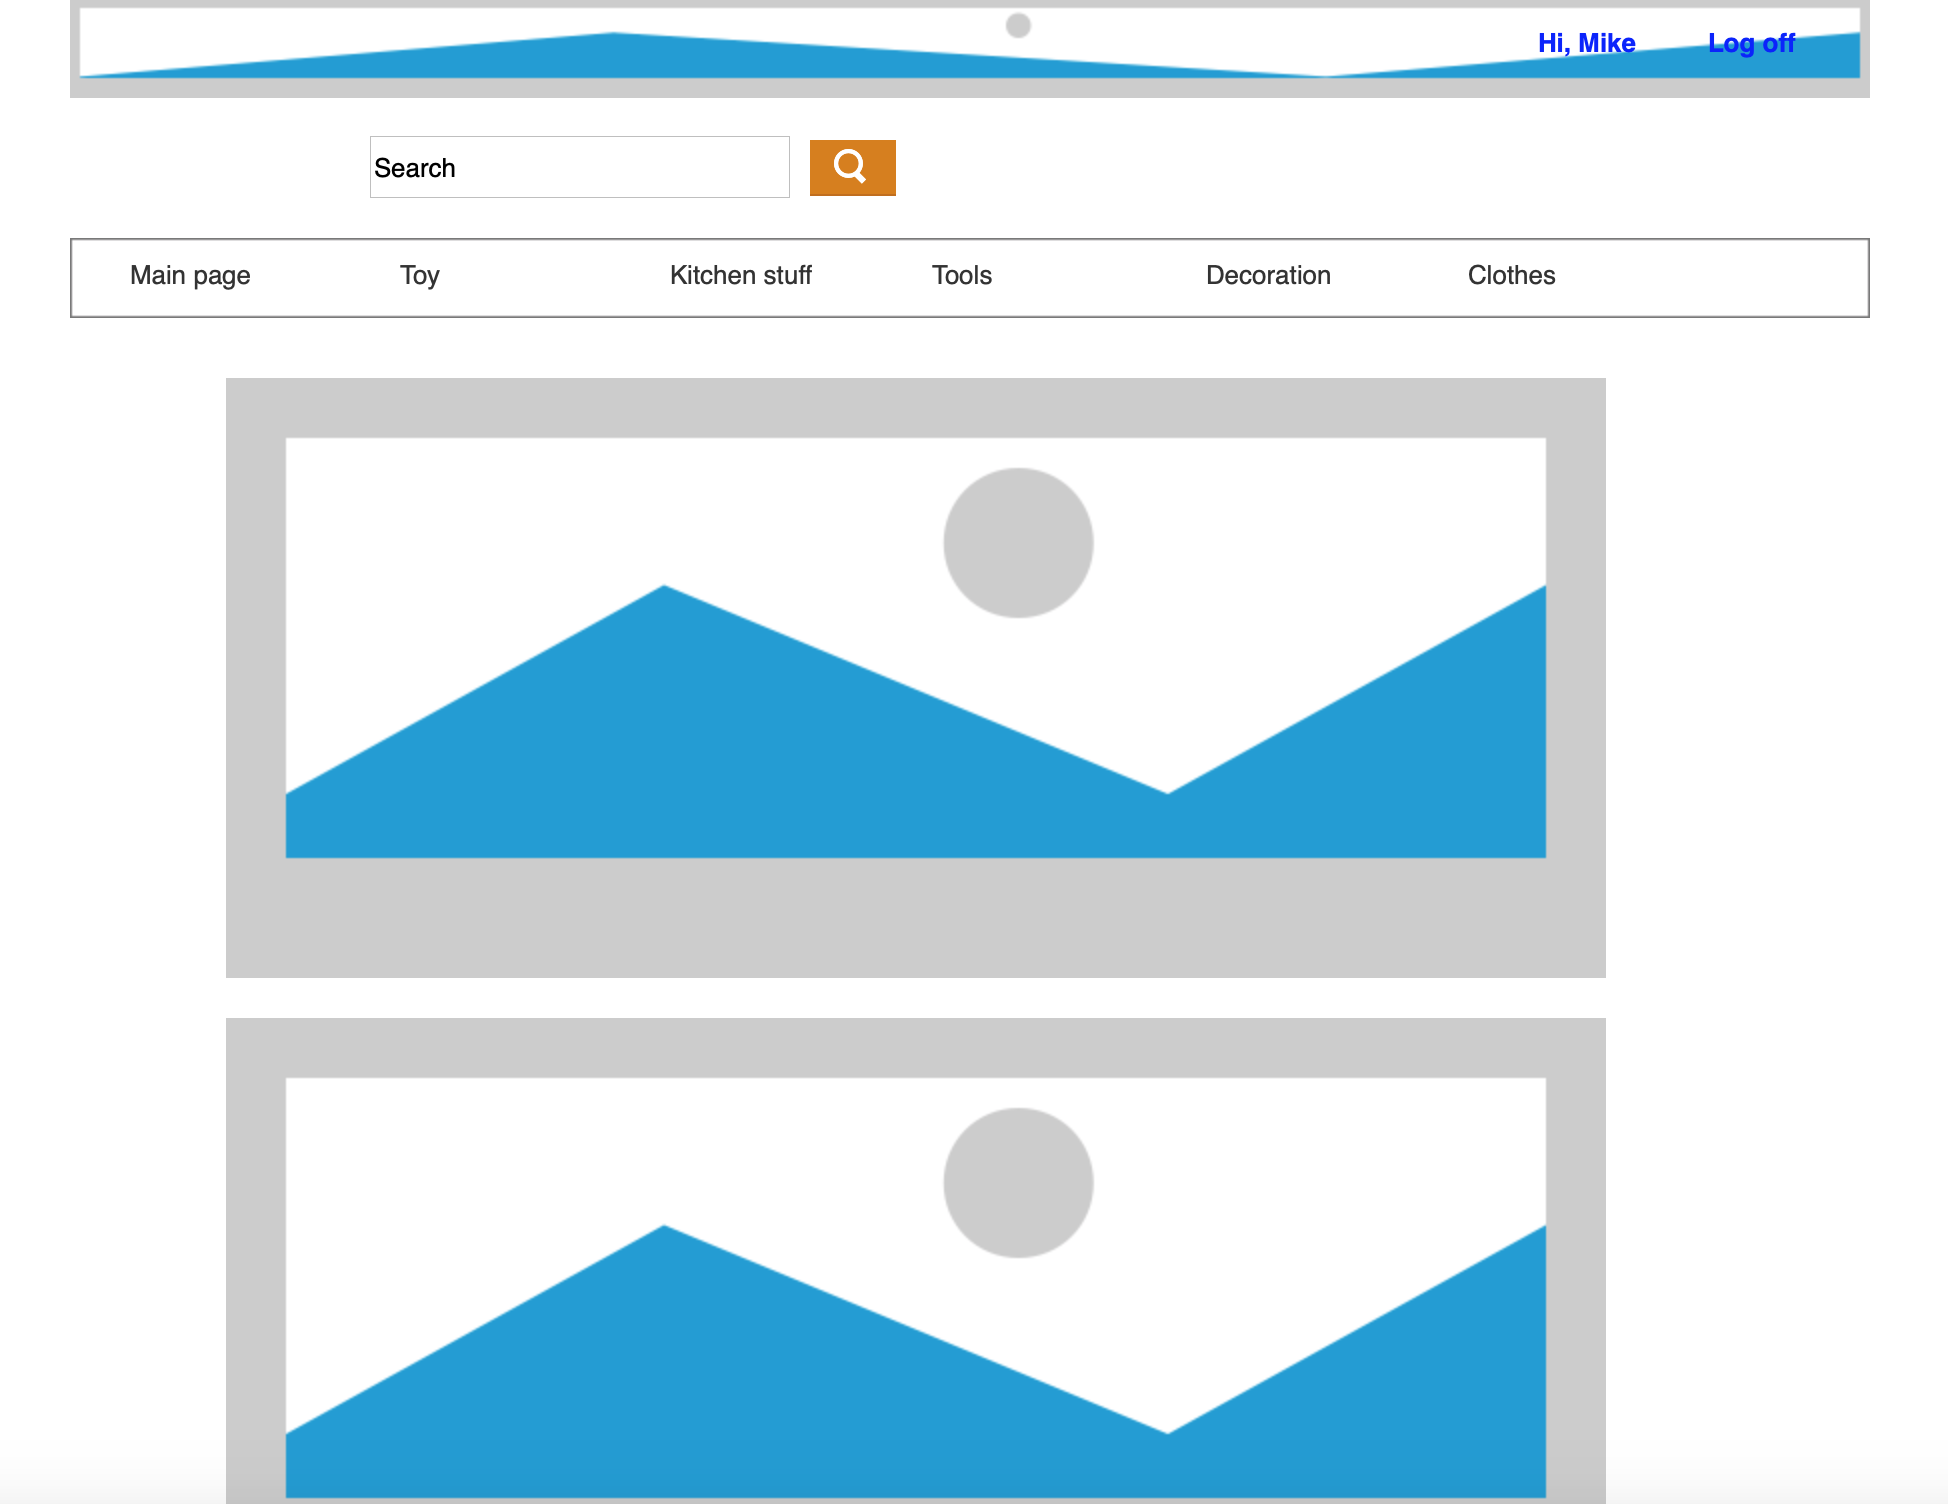 Hi, Mike Log off
Search
Main page Toy Kitchen stuff Tools Decoration Clothes